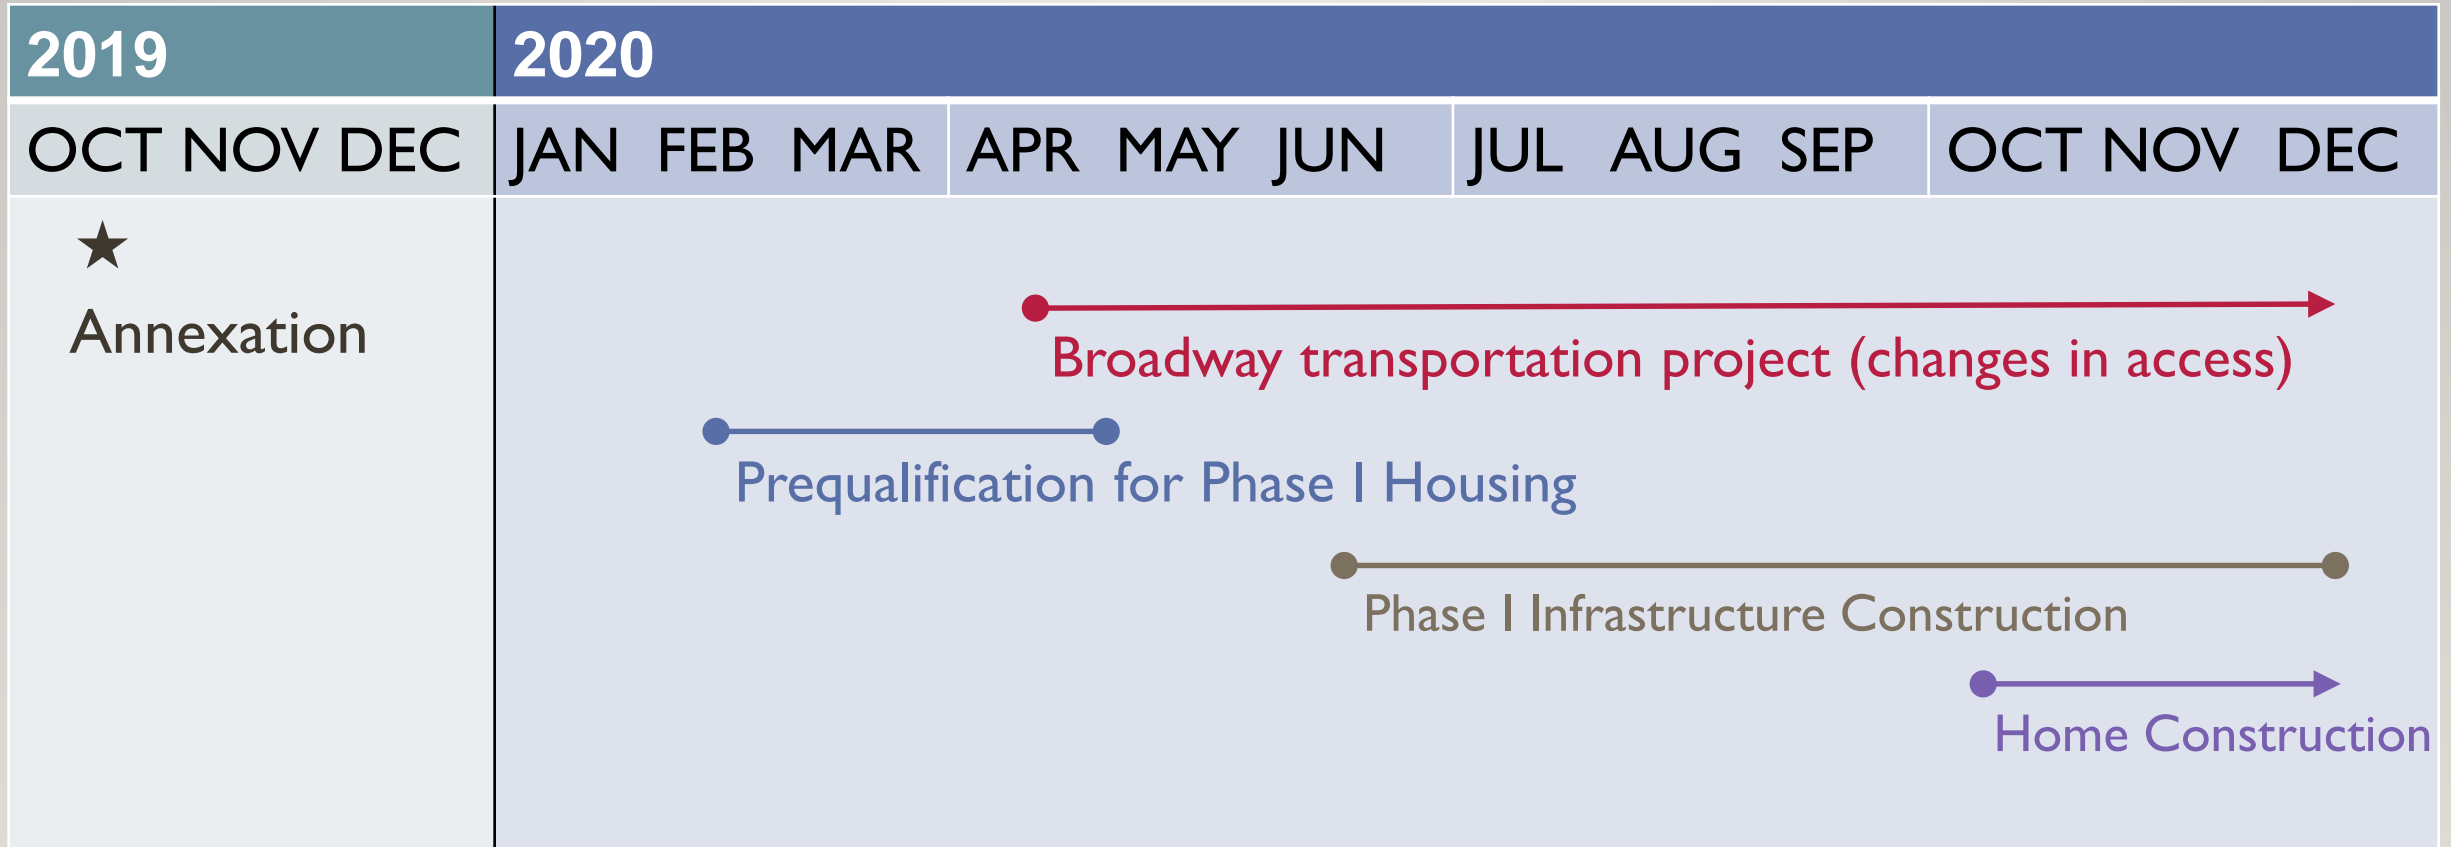 2019 2020
OCT NOV DEC JAN FEB MAR APR MAY JUN JUL AUG SEP OCT NOV DEC
Annexation
Broadway transportation project (changes in access)
Prequalification for Phase I Housing
Phase I Infrastructure Construction
Home Construction